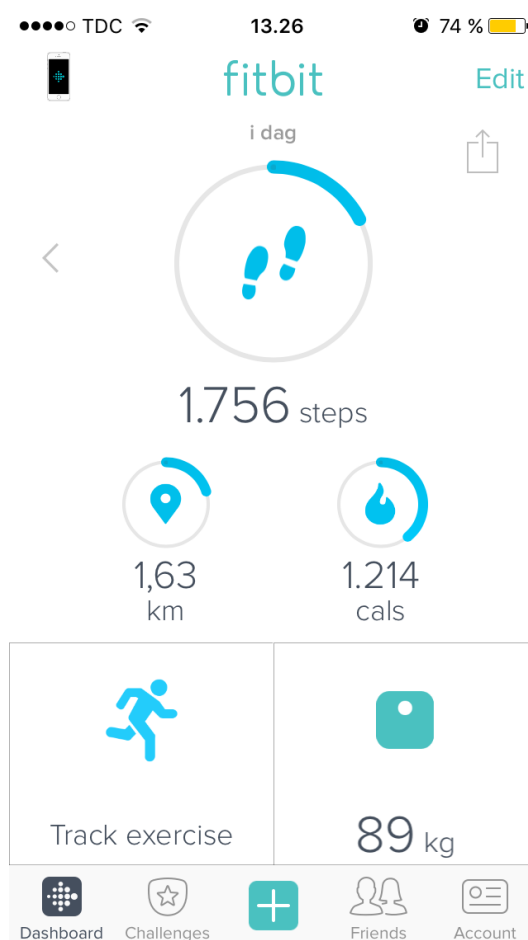 TDC 13.26 74 %
fitbit Edit
i dag
1.756 steps
1,63 1.214
km cals
Track exercise 89 kg
Dashboard Challenges Friends Account